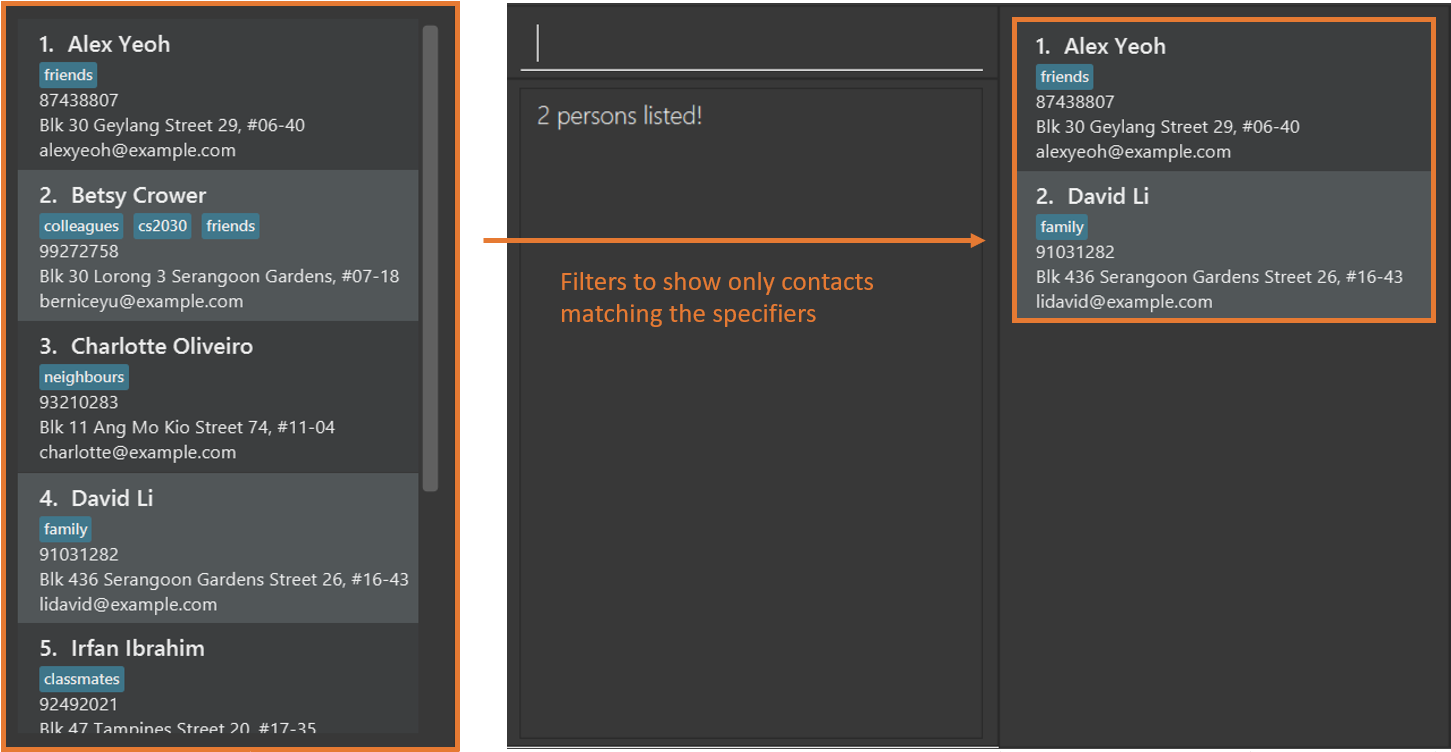 1. Alex Yeoh
friends
87438807
Blk 30 Geylang Street 29, #06-40
alexyeoh@example.com
2. Betsy Crower
colleagues cs2030 friends
99272758
Blk 30 Lorong 3 Serangoon Gardens, #07-18
berniceyu@example.com
3. Charlotte Oliveiro
neighbours
93210283
Blk 11 Ang Mo Kio Street 74, #11-04
charlotte@example.com
4. David Li
family
91031282
Blk 436 Serangoon Gardens Street 26, #16-43
lidavid@example.com
5. Irfan Ibrahim
classmates
92492021
Blk 47 Tampines Street 20, #17-35
2 persons listed!
Filters to show only contacts
matching the specifiers
1. Alex Yeoh
friends
87438807
Blk 30 Geylang Street 29, #06-40
alexyeoh@example.com
2. David Li
family
91031282
Blk 436 Serangoon Gardens Street 26, #16-43
lidavid@example.com